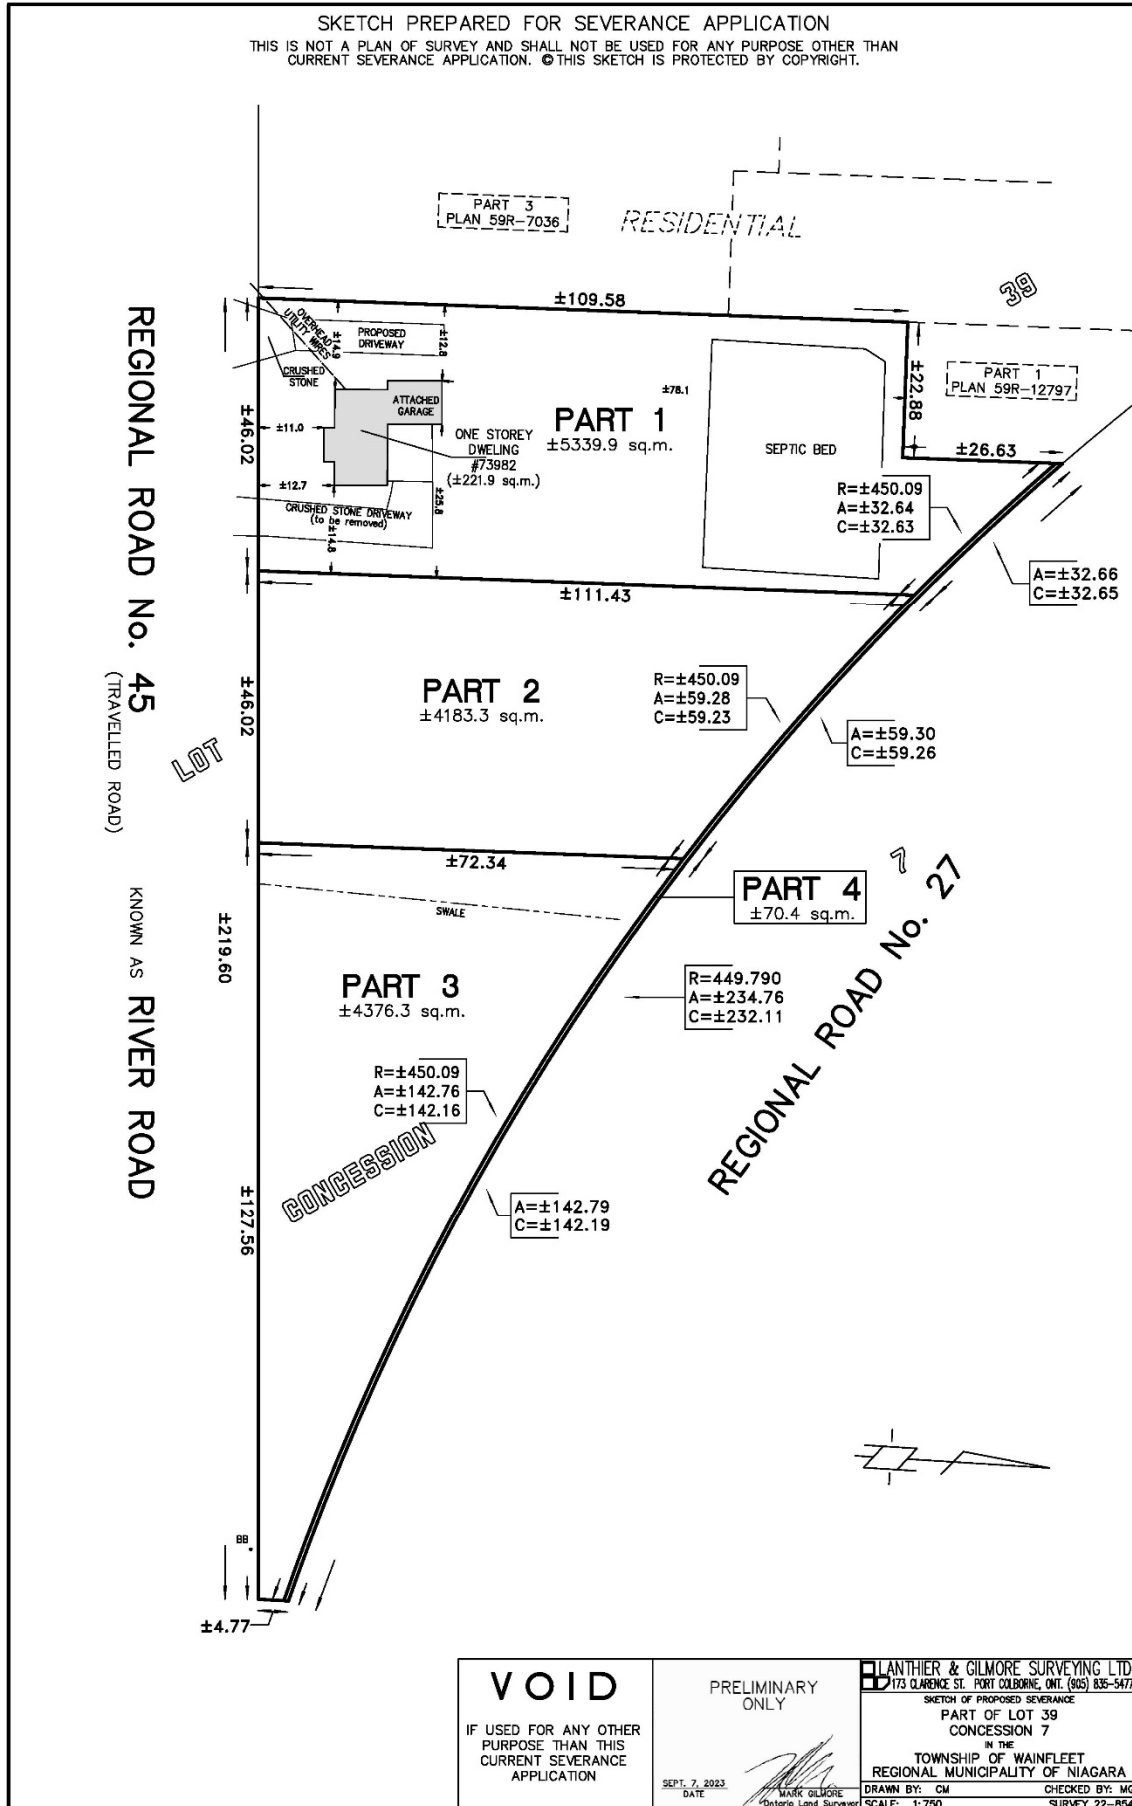 SKETCH PREPARED FOR SEVERANCE APPLICATION
THIS IS NOT A PLAN OF SURVEY AND SHALL NOT BE USED FOR ANY PURPOSE OTHER THAN
CURRENT SEVERANCE APPLICATION. © THIS SKETCH IS PROTECTED BY COPYRIGHT.
PART 3
PLAN 59R-7036
RESIDENTIAL
39
±109.58
PART 1
PLAN 59R-12797
±22.88
±26.63
OVERHEAD
UTILITY WIRES
±14.9
PROPOSED
DRIVEWAY
±12.8
CRUSHED
STONE
ATTACHED
GARAGE
±78.1
PART 1
±5339.9 sq.m.
SEPTIC BED
±46.02
±11.0
ONE STOREY
DWELING
#73982
(±221.9 sq.m.)
±12.7
±25.8
CRUSHED STONE DRIVEWAY
(to be removed)
±14.8
R=±450.09
A=±32.64
C=±32.63
A=±32.66
C=±32.65
±111.43
REGIONAL ROAD No. 45
(TRAVELLED ROAD)
KNOWN AS RIVER ROAD
±46.02
PART 2
±4183.3 sq.m.
R=±450.09
A=±59.28
C=±59.23
A=±59.30
C=±59.26
LOT
±72.34
7
SWALE
PART 4
±70.4 sq.m.
REGIONAL ROAD No. 27
±219.60
PART 3
±4376.3 sq.m.
R=449.790
A=±234.76
C=±232.11
R=±450.09
A=±142.76
C=±142.16
CONCESSION
±127.56
A=±142.79
C=±142.19
BB
±4.77
VOID
IF USED FOR ANY OTHER
PURPOSE THAN THIS
CURRENT SEVERANCE
APPLICATION
PRELIMINARY
ONLY
SEPT. 7, 2023
DATE
MARK GILMORE
Ontario Land Surveyor
LANTHIER & GILMORE SURVEYING LTD
173 CLARENCE ST. PORT COLBORNE, ONT. (905) 835-5477
SKETCH OF PROPOSED SEVERANCE
PART OF LOT 39
CONCESSION 7
IN THE
TOWNSHIP OF WAINFLEET
REGIONAL MUNICIPALITY OF NIAGARA
DRAWN BY: CM
CHECKED BY: MG
SCALE: 1:750
SURVEY 22-854